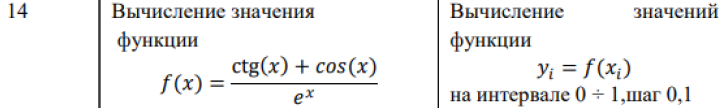 14
Вычисление значения
функции
f(x) = (ctg(x) + cos(x)) / e^x
Вычисление значений
функции
y_i = f(x_i)
на интервале 0 ÷ 1,шаг 0,1